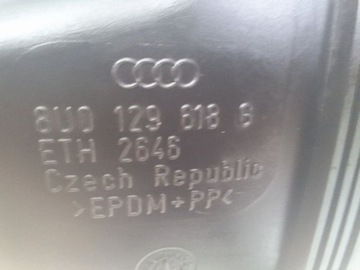 8U0 129 618 G
ETH 2646
Czech Republic
>EPDM+PP<